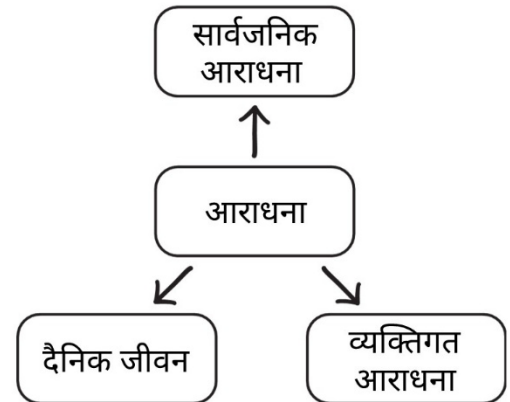 सार्वजनिक
आराधना
आराधना
दैनिक जीवन
व्यक्तिगत
आराधना